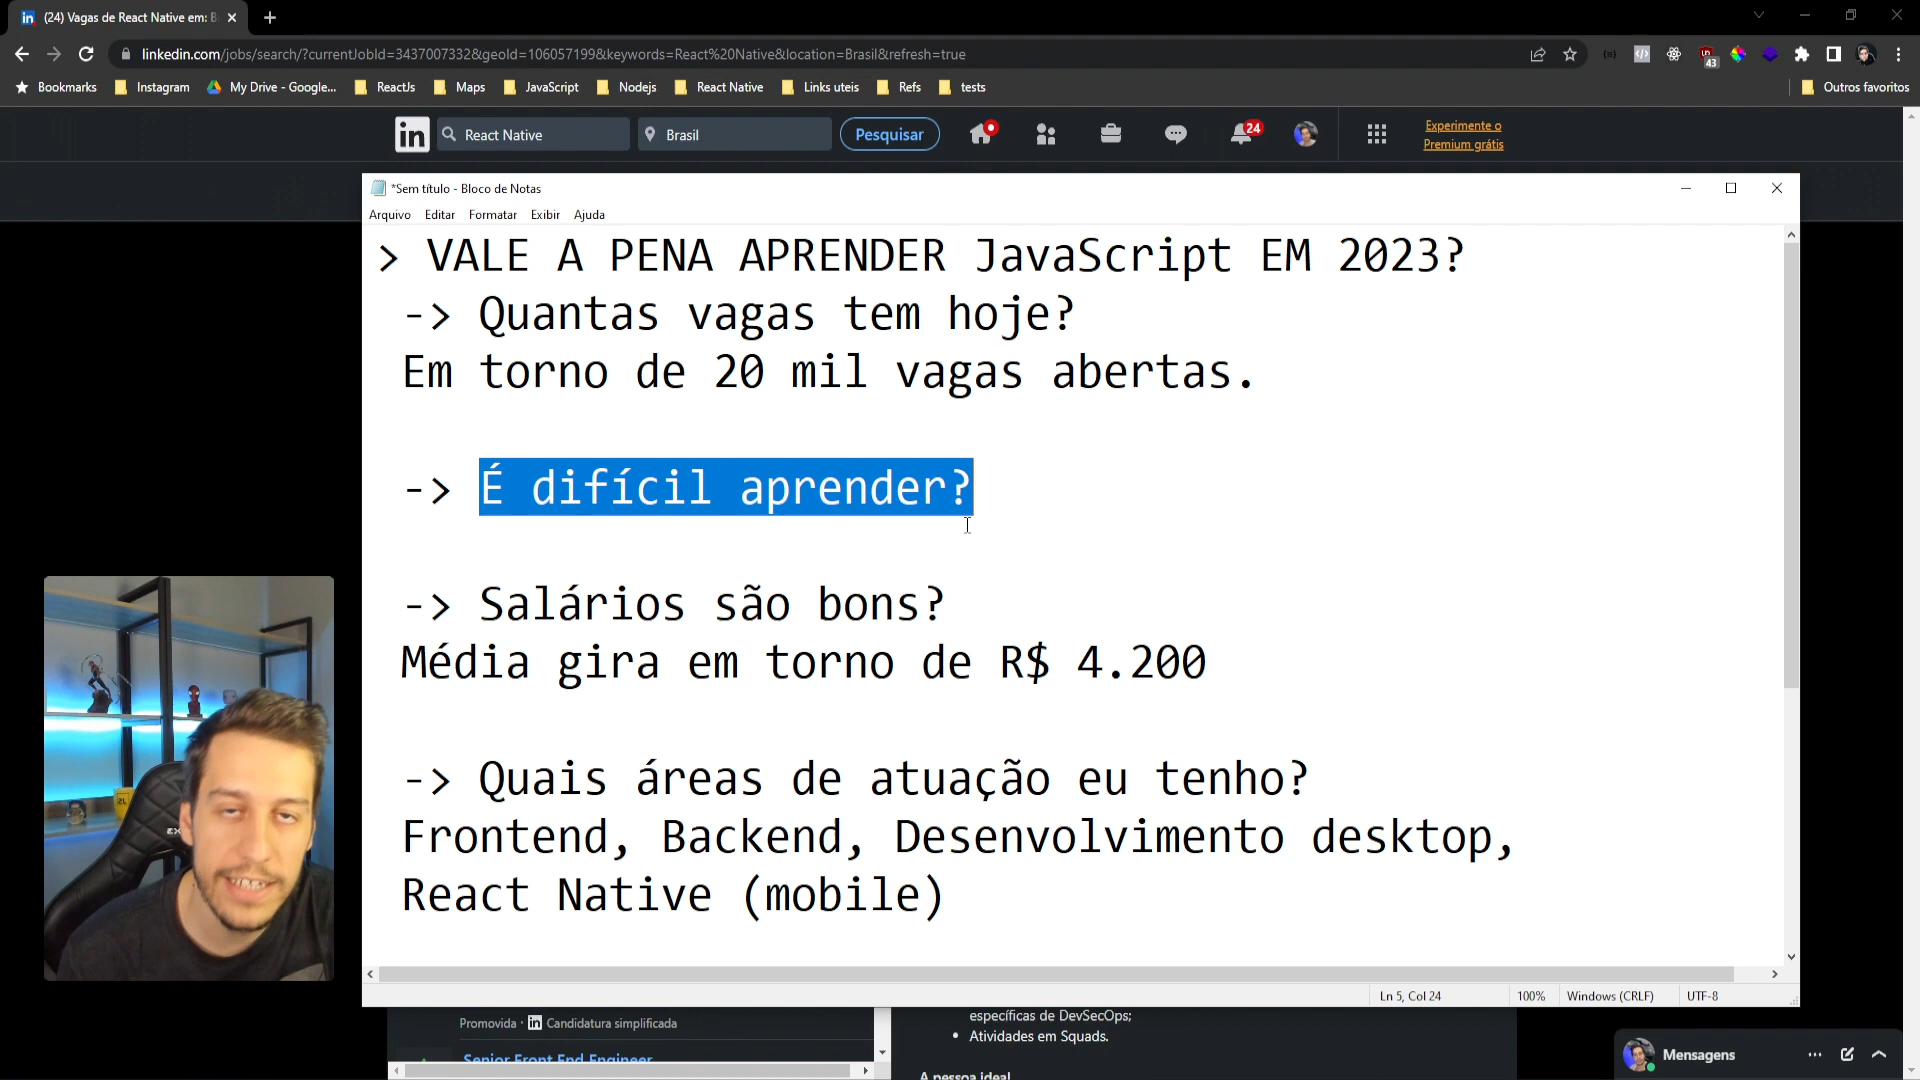 (24) Vagas de React Native em: B
linkedin.com/jobs/search/?currentJobId=3437007332&geoId=106057199&keywords=React%20Native&location=Brasil&refresh=true
43
Bookmarks Instagram My Drive - Google... ReactJs Maps JavaScript Nodejs React Native Links uteis Refs tests Outros favoritos
in React Native Brasil Pesquisar 24 Experimente o
Premium grátis
*Sem título - Bloco de Notas
Arquivo Editar Formatar Exibir Ajuda
> VALE A PENA APRENDER JavaScript EM 2023?
-> Quantas vagas tem hoje?
Em torno de 20 mil vagas abertas.
-> É difícil aprender?
-> Salários são bons?
Média gira em torno de R$ 4.200
-> Quais áreas de atuação eu tenho?
Frontend, Backend, Desenvolvimento desktop,
React Native (mobile)
Ln 5, Col 24 100% Windows (CRLF) UTF-8
Promovida · in Candidatura simplificada
Senior Front End Engineer
específicas de DevSecOps;
• Atividades em Squads.
A pessoa ideal
Mensagens